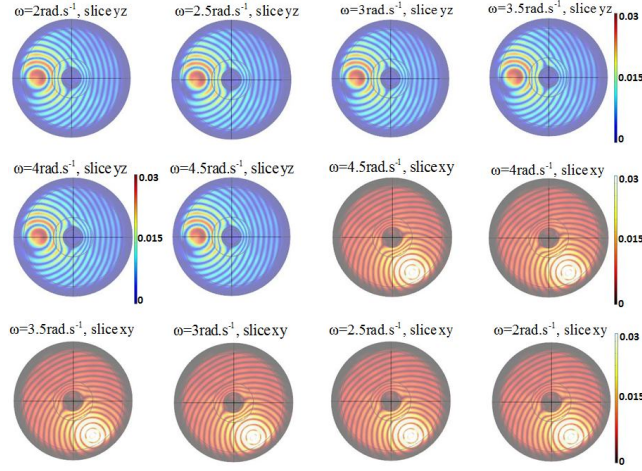 ω=2rad.s⁻¹, slice yz
ω=2.5rad.s⁻¹, slice yz
ω=3rad.s⁻¹, slice yz
ω=3.5rad.s⁻¹, slice yz
0.03
0.015
0
ω=4rad.s⁻¹, slice yz
0.03
0.015
0
ω=4.5rad.s⁻¹, slice yz
ω=4.5rad.s⁻¹, slice xy
ω=4rad.s⁻¹, slice xy
0.03
0.015
0
ω=3.5rad.s⁻¹, slice xy
ω=3rad.s⁻¹, slice xy
ω=2.5rad.s⁻¹, slice xy
ω=2rad.s⁻¹, slice xy
0.03
0.015
0